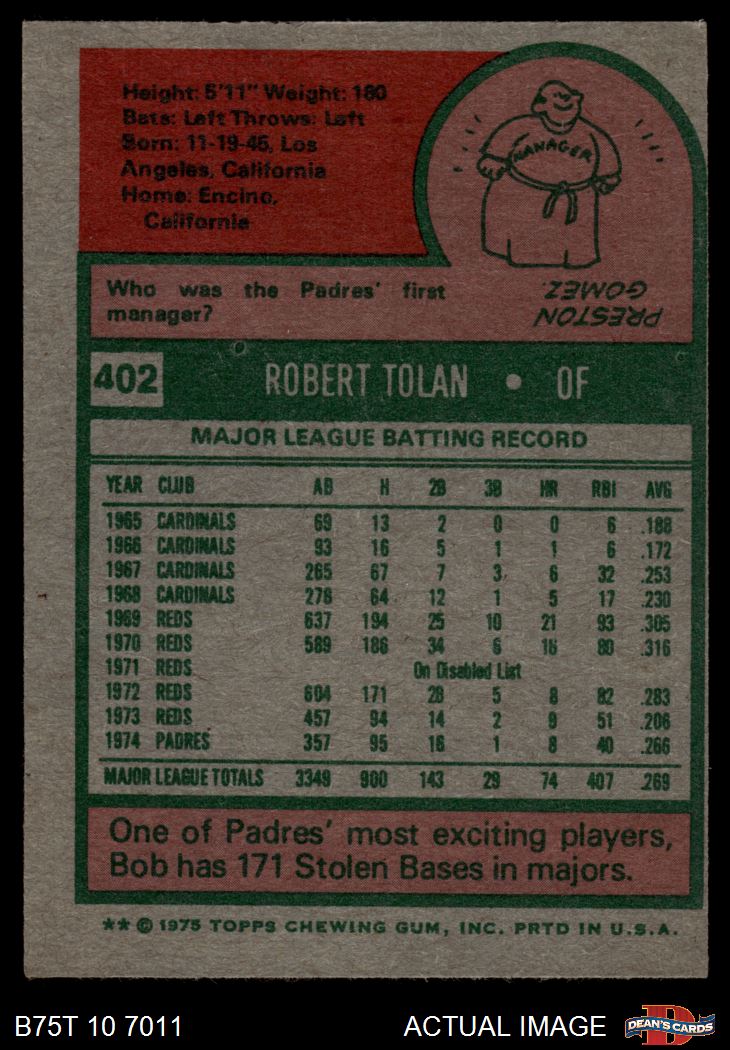 Height: 5'11" Weight: 180
Bats: Left Throws: Left
Born: 11-19-45, Los
Angeles, California
Home: Encino,
California
MANAGER
Who was the Padres' first
manager?
PRESTON
GOMEZ.
402 ROBERT TOLAN • OF
MAJOR LEAGUE BATTING RECORD
YEAR CLUB AB H 2B 3B HR RBI AVG
1965 CARDINALS 69 13 2 0 0 6 .188
1966 CARDINALS 93 16 5 1 1 6 .172
1967 CARDINALS 265 67 7 3 6 32 .253
1968 CARDINALS 278 64 12 1 5 17 .230
1969 REDS 637 194 25 10 21 93 .305
1970 REDS 589 186 34 6 16 80 .316
1971 REDS On Disabled List
1972 REDS 604 171 28 5 8 82 .283
1973 REDS 457 94 14 2 9 51 .206
1974 PADRES 357 95 16 1 8 40 .266
MAJOR LEAGUE TOTALS 3349 900 143 29 74 407 .269
One of Padres' most exciting players,
Bob has 171 Stolen Bases in majors.
** © 1975 TOPPS CHEWING GUM, INC. PRTD IN U.S.A.
B75T 10 7011 ACTUAL IMAGE D DEAN'S CARDS